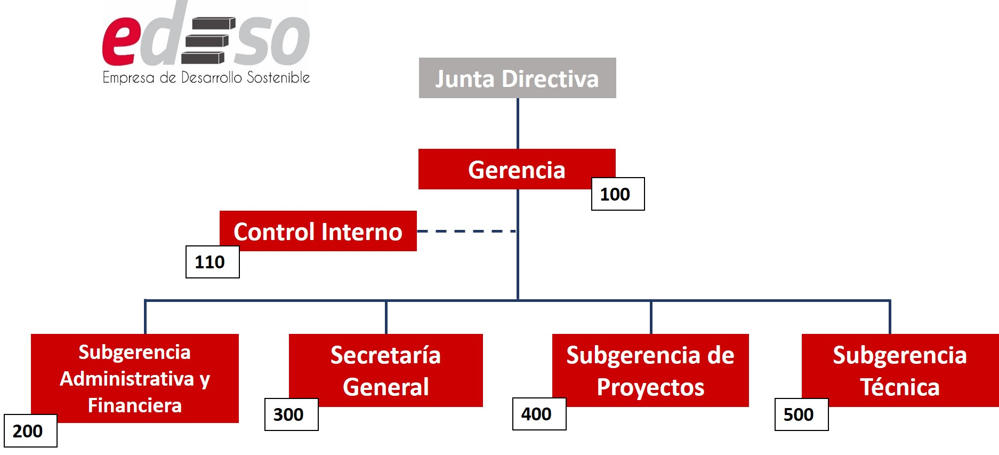 edeso
Empresa de Desarrollo Sostenible
Junta Directiva
Gerencia
100
Control Interno
110
Subgerencia
Administrativa y
Financiera
200
Secretaría
General
300
Subgerencia de
Proyectos
400
Subgerencia
Técnica
500